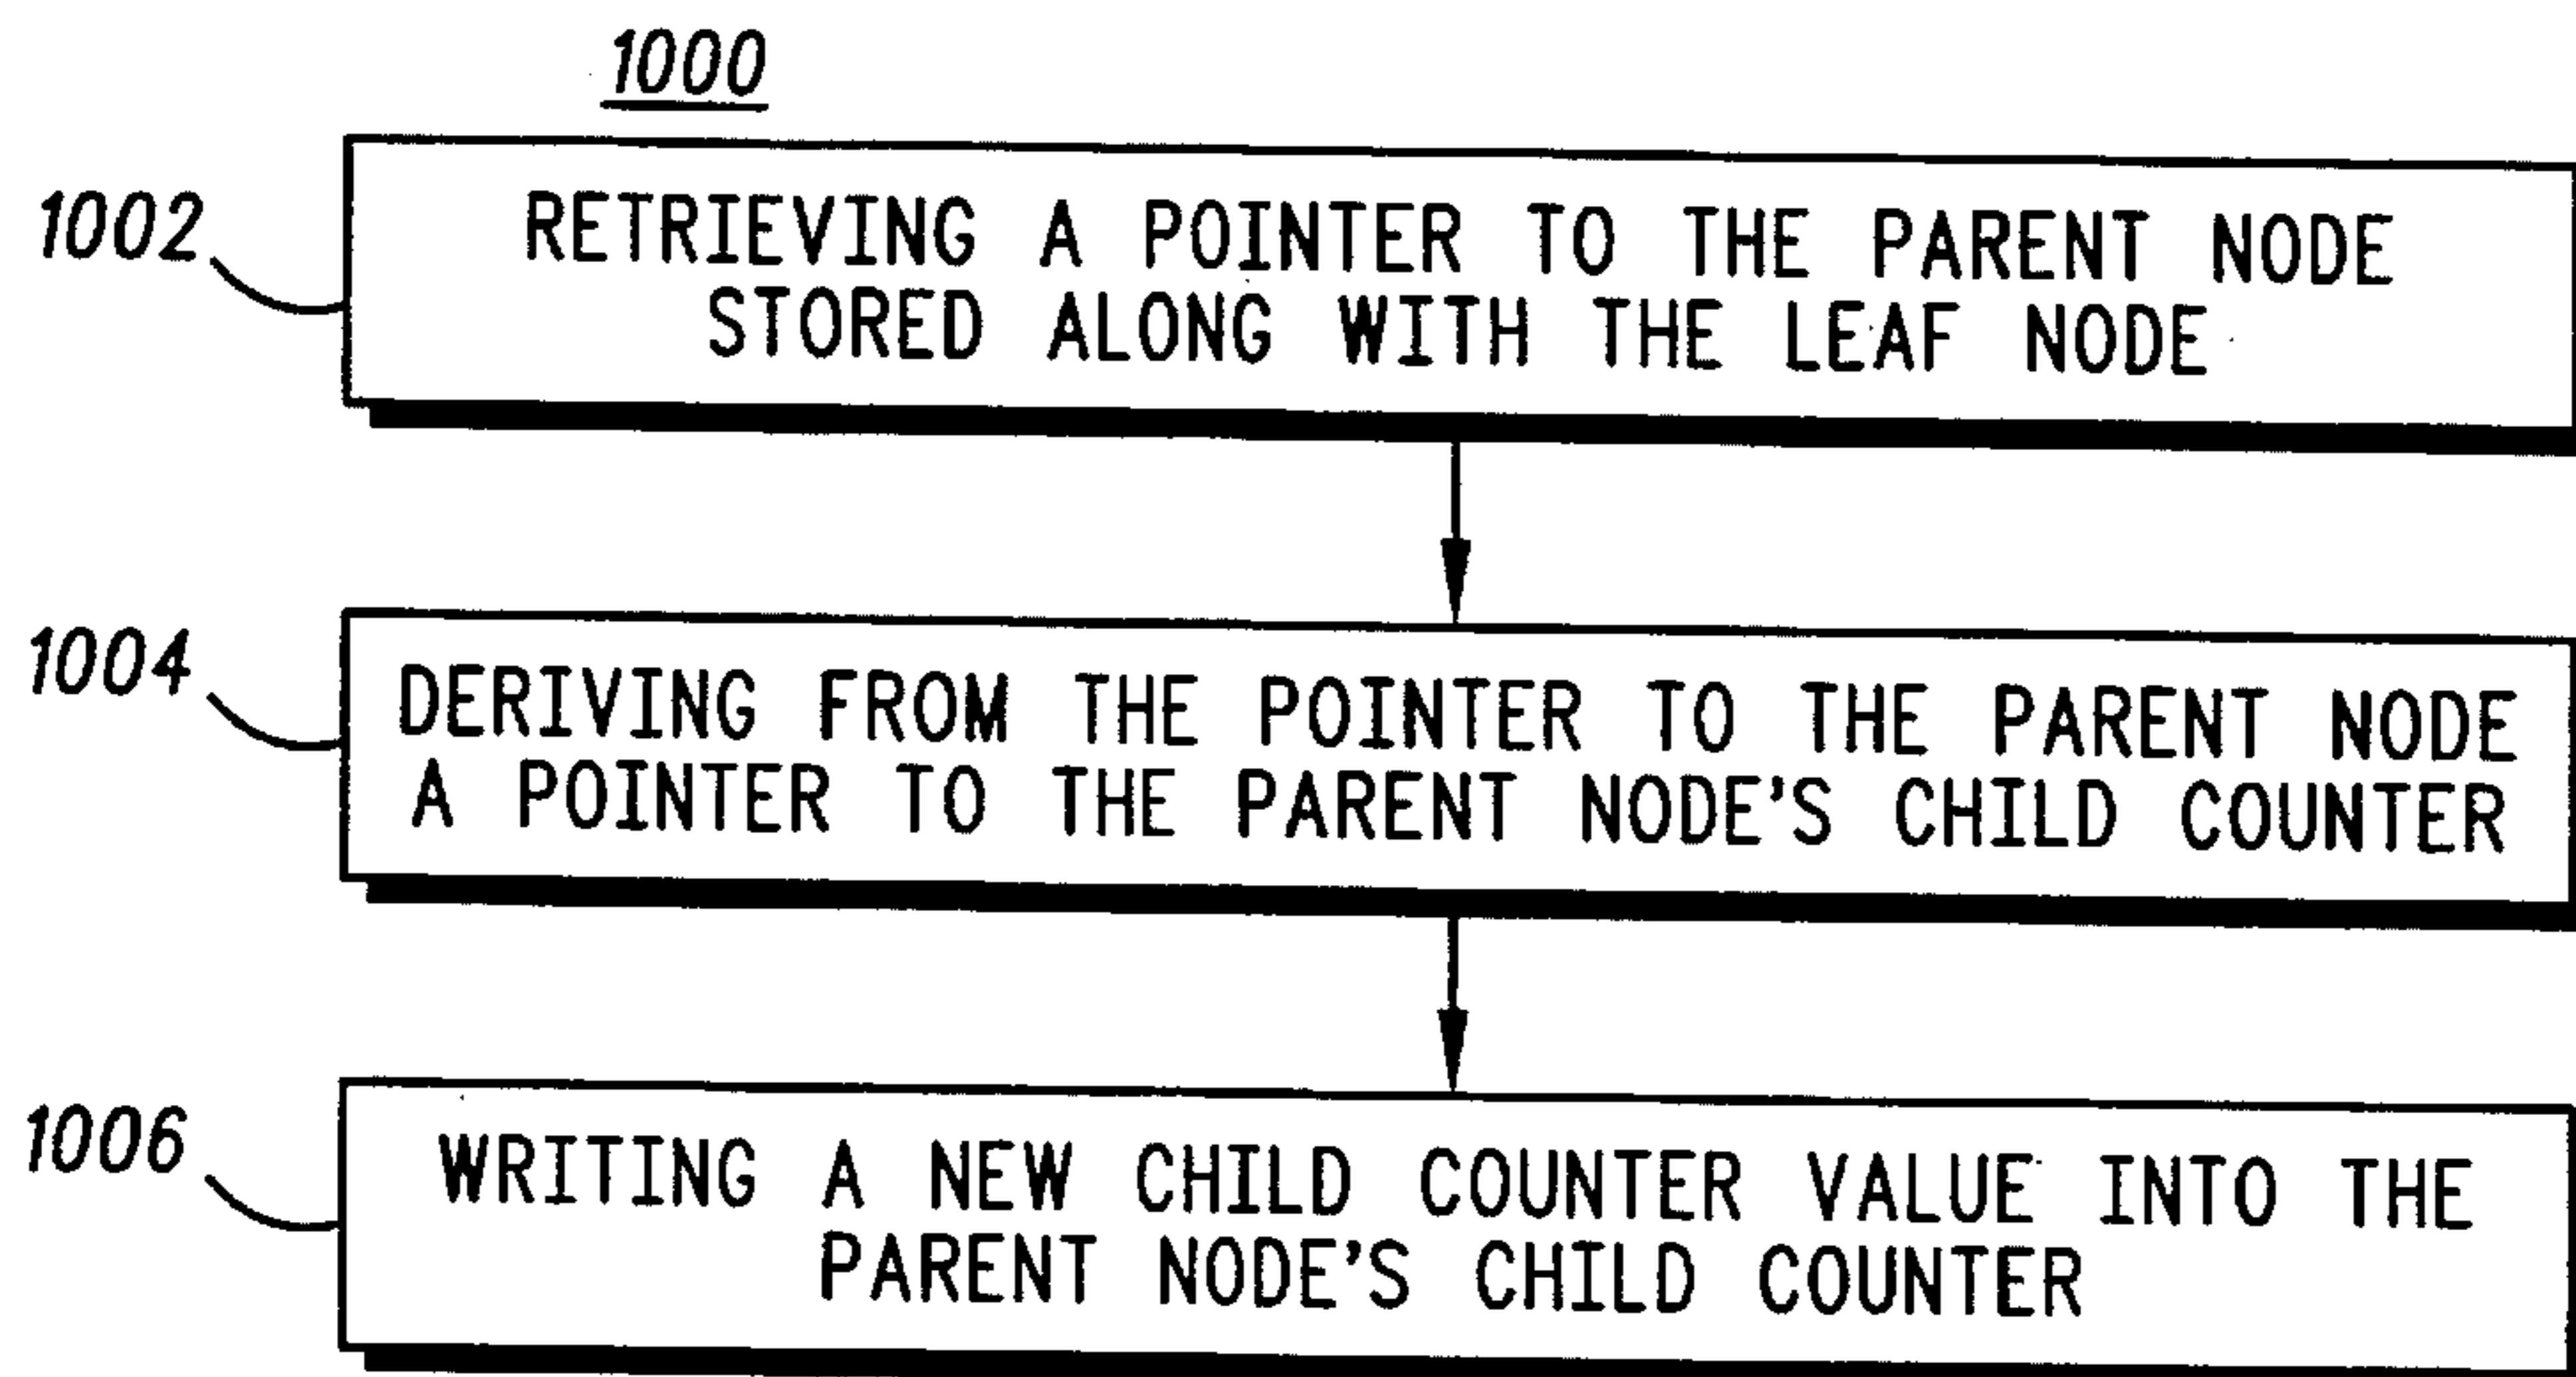 1000
1002
RETRIEVING A POINTER TO THE PARENT NODE
STORED ALONG WITH THE LEAF NODE
1004
DERIVING FROM THE POINTER TO THE PARENT NODE
A POINTER TO THE PARENT NODE'S CHILD COUNTER
1006
WRITING A NEW CHILD COUNTER VALUE INTO THE
PARENT NODE'S CHILD COUNTER